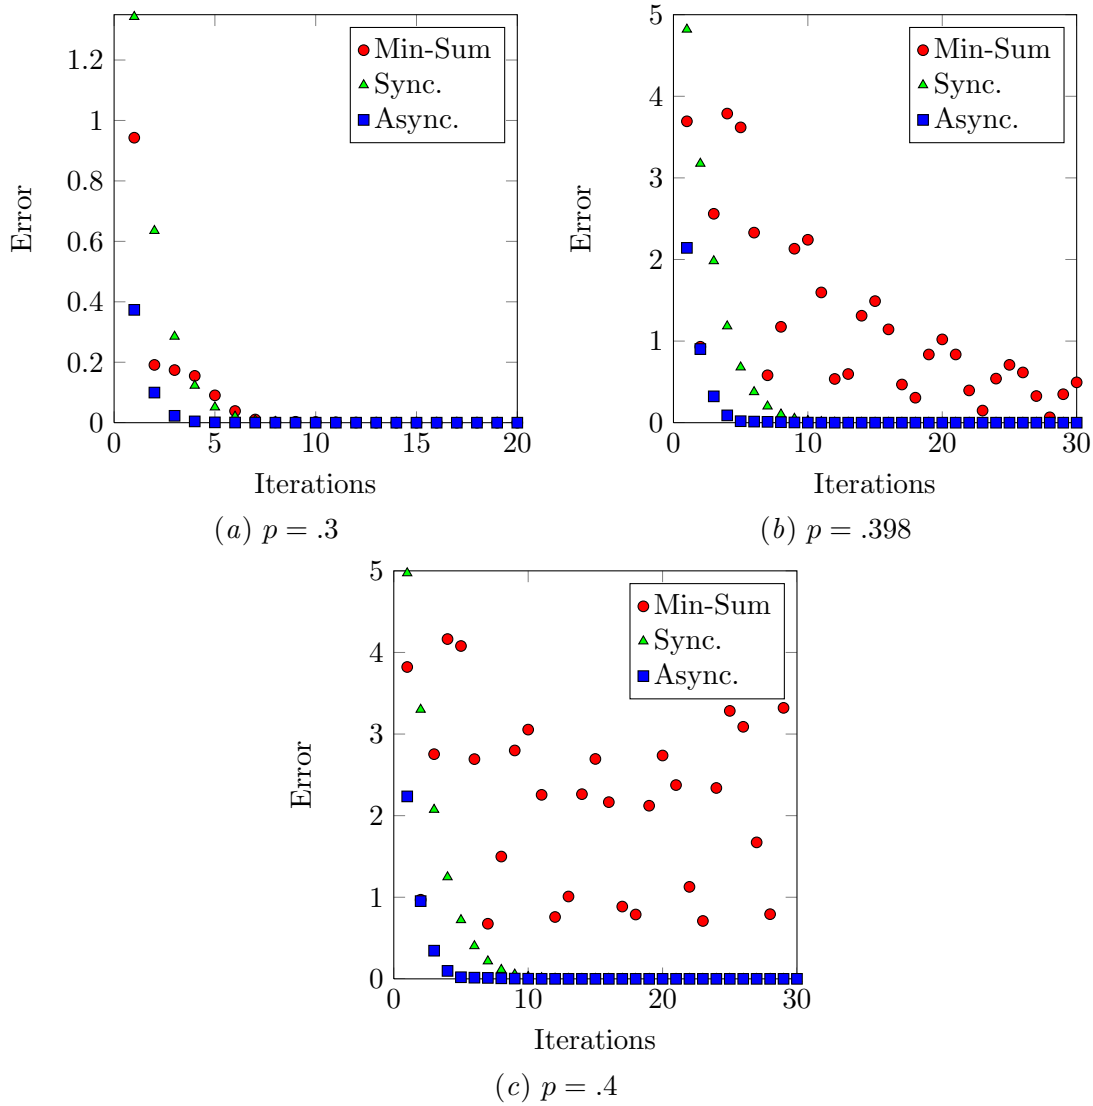 1.2
1
0.8
0.6
0.4
0.2
0
0 5 10 15 20
Error
Iterations
Min-Sum
Sync.
Async.
(a) p = .3
5
4
3
2
1
0
0 10 20 30
Error
Iterations
Min-Sum
Sync.
Async.
(b) p = .398
5
4
3
2
1
0
0 10 20 30
Error
Iterations
Min-Sum
Sync.
Async.
(c) p = .4